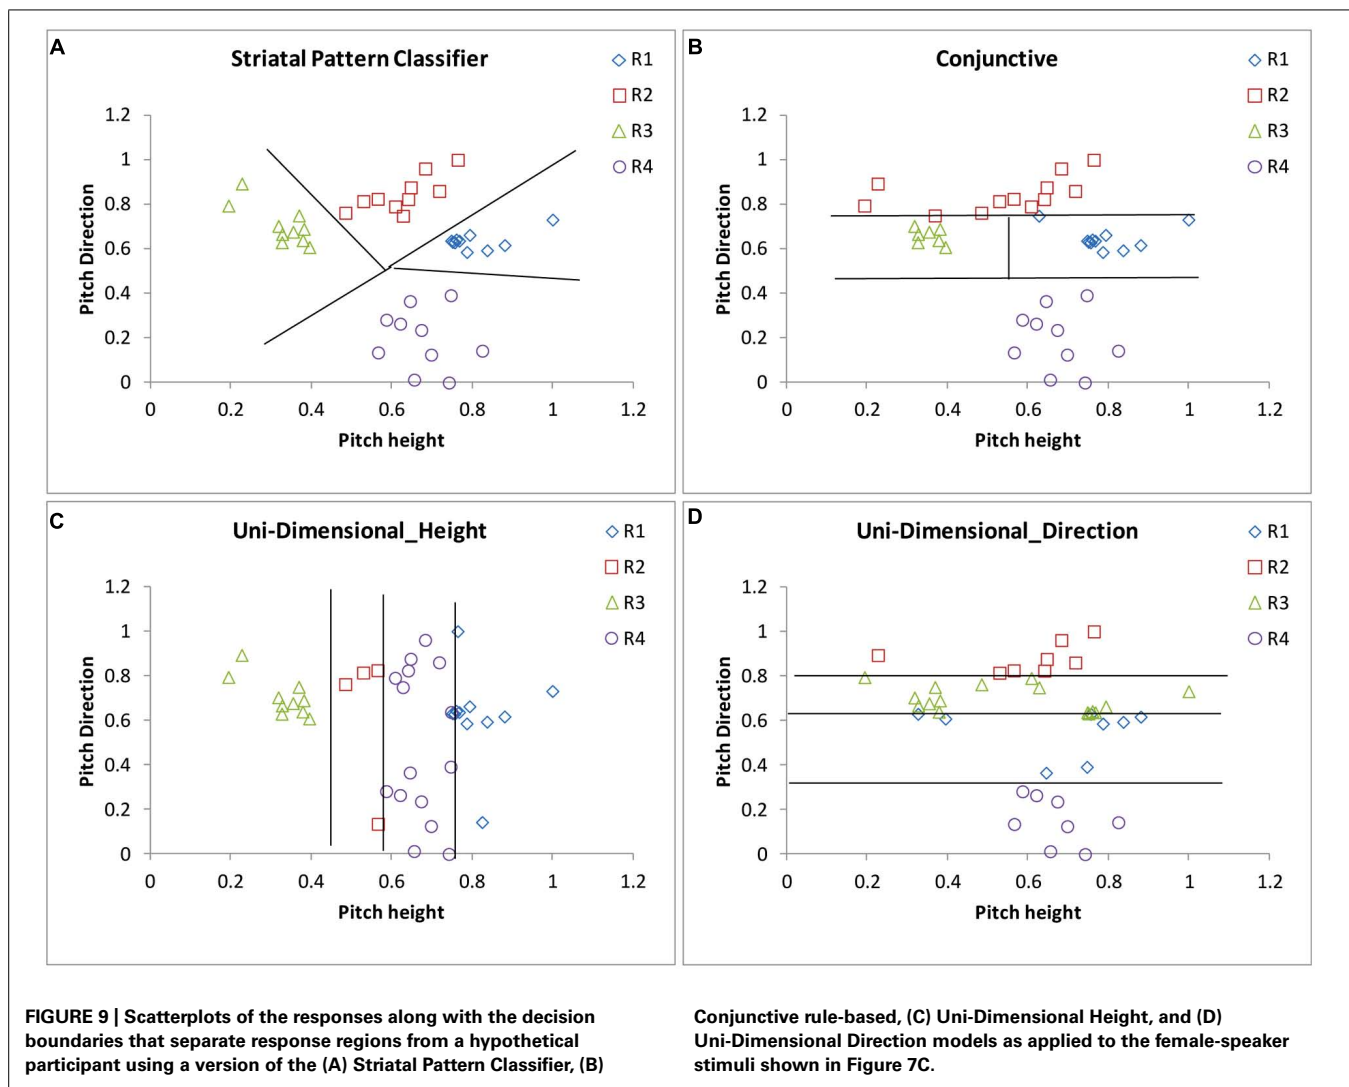 A
Striatal Pattern Classifier
R1
R2
R3
R4
Pitch Direction
1.2
1
0.8
0.6
0.4
0.2
0
0 0.2 0.4 0.6 0.8 1 1.2
Pitch height
B
Conjunctive
R1
R2
R3
R4
Pitch Direction
1.2
1
0.8
0.6
0.4
0.2
0
0 0.2 0.4 0.6 0.8 1 1.2
Pitch height
C
Uni-Dimensional_Height
R1
R2
R3
R4
Pitch Direction
1.2
1
0.8
0.6
0.4
0.2
0
0 0.2 0.4 0.6 0.8 1 1.2
Pitch height
D
Uni-Dimensional_Direction
R1
R2
R3
R4
Pitch Direction
1.2
1
0.8
0.6
0.4
0.2
0
0 0.2 0.4 0.6 0.8 1 1.2
Pitch height
FIGURE 9 | Scatterplots of the responses along with the decision
boundaries that separate response regions from a hypothetical
participant using a version of the (A) Striatal Pattern Classifier, (B)
Conjunctive rule-based, (C) Uni-Dimensional Height, and (D)
Uni-Dimensional Direction models as applied to the female-speaker
stimuli shown in Figure 7C.